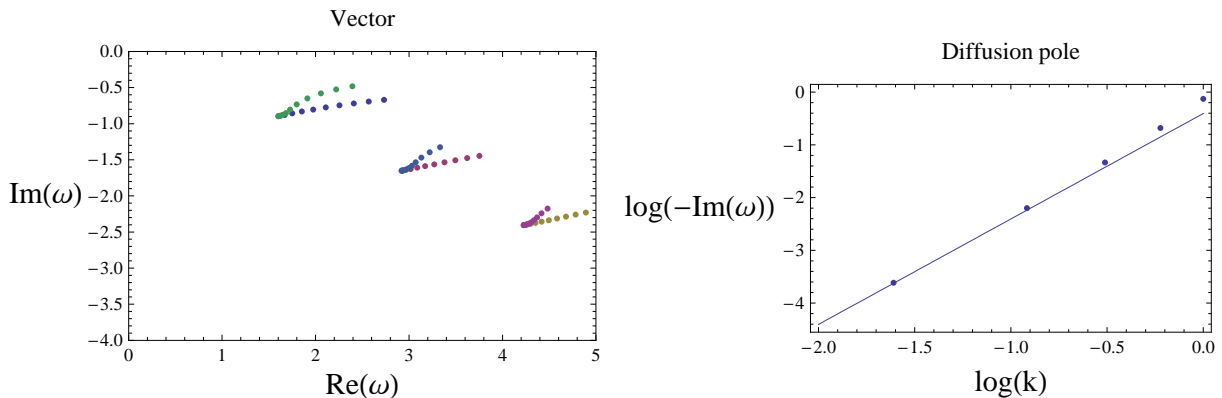 Vector
0.0
−0.5
−1.0
−1.5
−2.0
−2.5
−3.0
−3.5
−4.0
Im(ω)
0 1 2 3 4 5
Re(ω)
Diffusion pole
0
−1
−2
−3
−4
log(−Im(ω))
−2.0 −1.5 −1.0 −0.5 0.0
log(k)